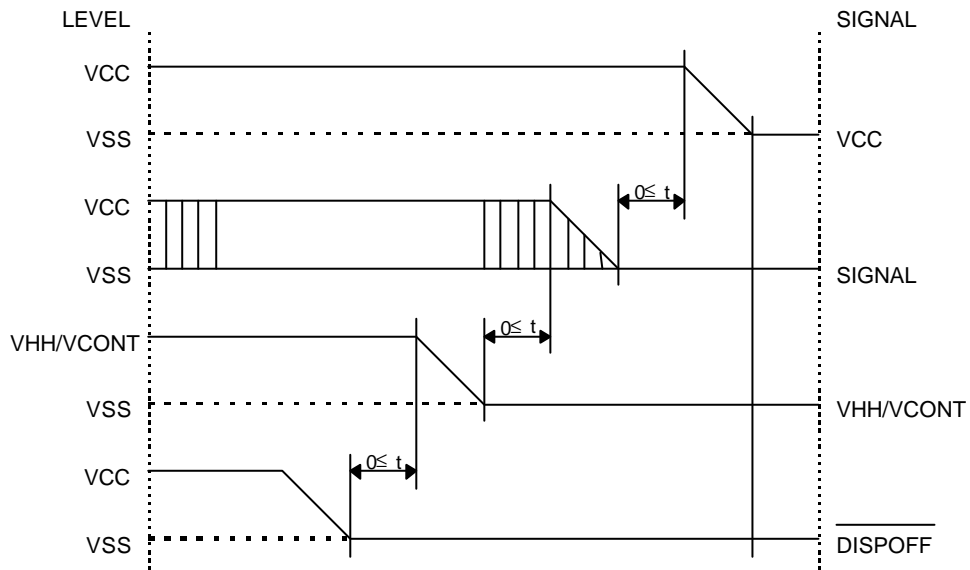 LEVEL SIGNAL
VCC
VSS VCC
VCC 0≤ t
VSS SIGNAL
VHH/VCONT 0≤ t
VSS VHH/VCONT
VCC 0≤ t
VSS DISPOFF